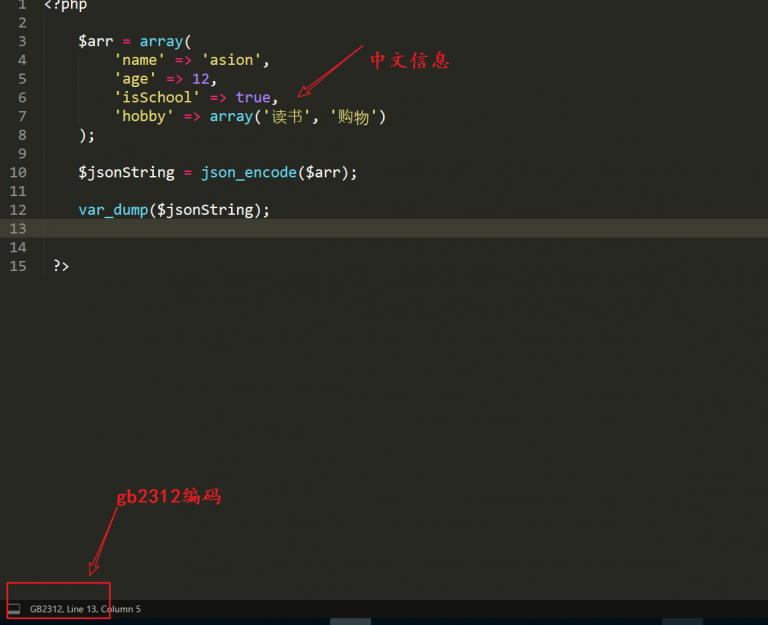 1 <?php
2
3 $arr = array(
4 'name' => 'asion',
中文信息
5 'age' => 12,
6 'isSchool' => true,
7 'hobby' => array('读书', '购物')
8 );
9
10 $jsonString = json_encode($arr);
11
12 var_dump($jsonString);
13
14
15 ?>
gb2312编码
GB2312, Line 13, Column 5